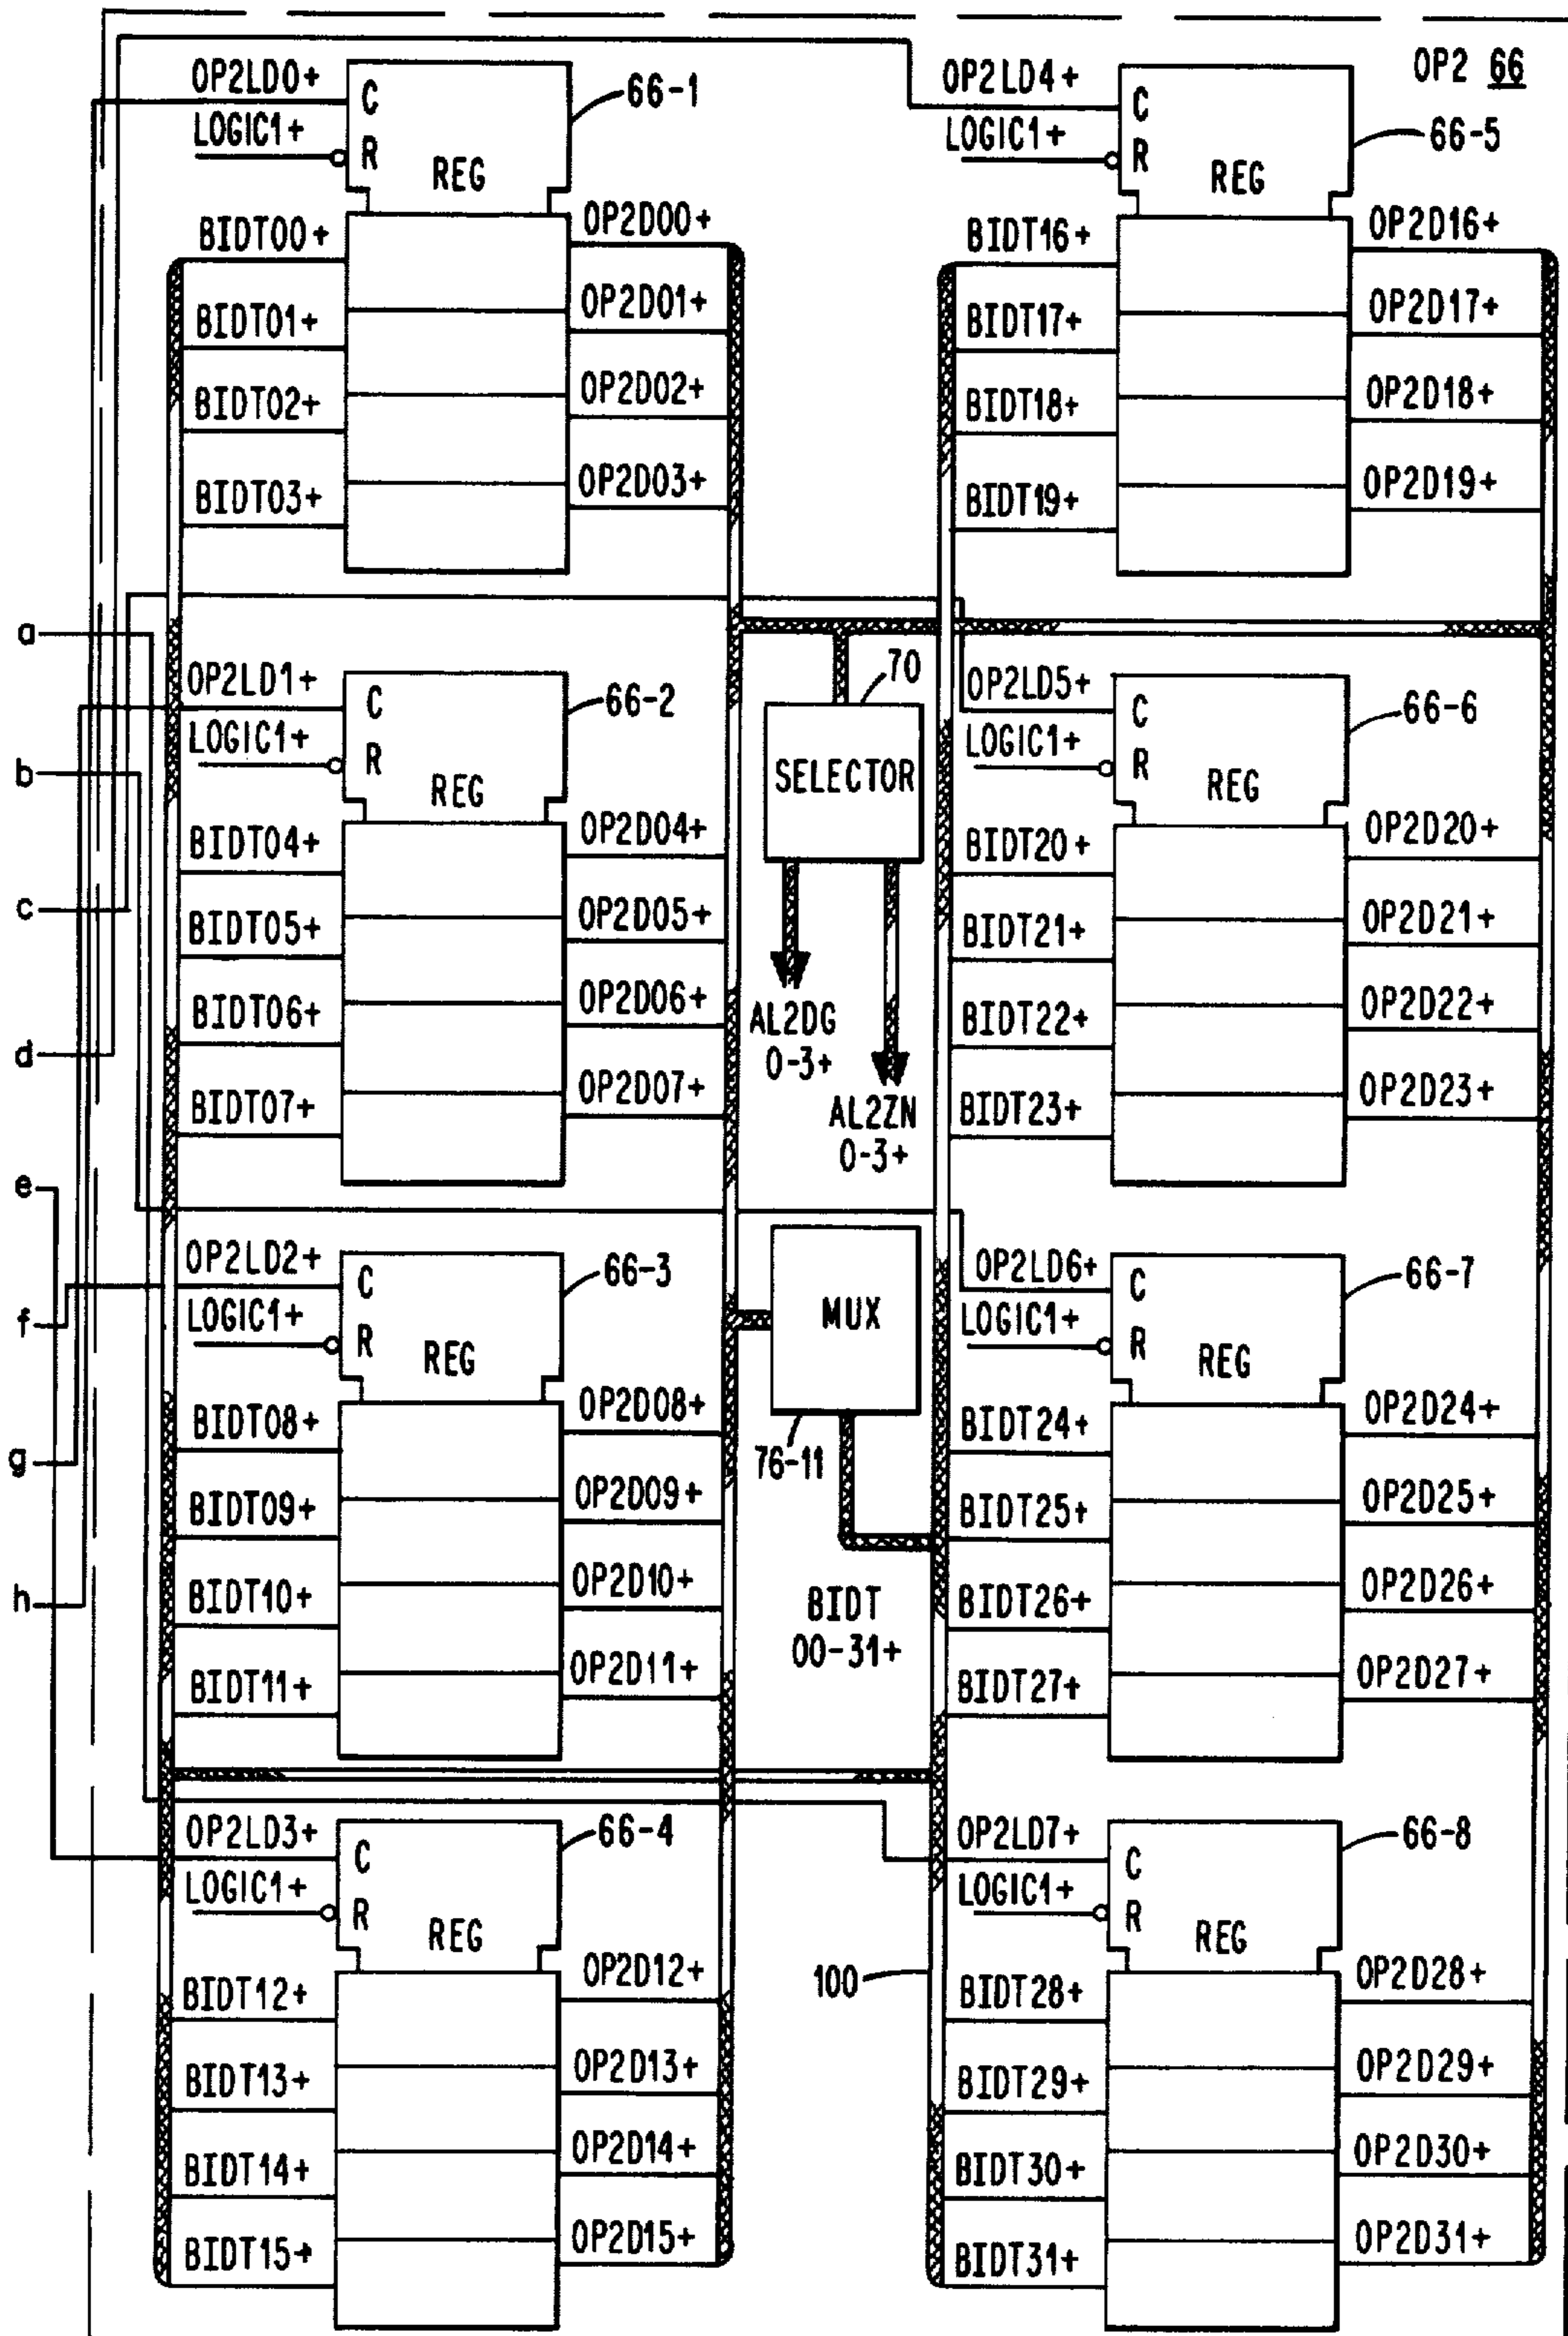 OP2 66
OP2LD0+
C
66-1
LOGIC1+
R
REG
BIDT00+
OP2D00+
BIDT01+
OP2D01+
BIDT02+
OP2D02+
BIDT03+
OP2D03+
OP2LD4+
C
66-5
LOGIC1+
R
REG
BIDT16+
OP2D16+
BIDT17+
OP2D17+
BIDT18+
OP2D18+
BIDT19+
OP2D19+
a
b
c
d
e
f
g
h
OP2LD1+
C
66-2
LOGIC1+
R
REG
BIDT04+
OP2D04+
BIDT05+
OP2D05+
BIDT06+
OP2D06+
BIDT07+
OP2D07+
70
SELECTOR
AL2DG
0-3+
AL2ZN
0-3+
OP2LD5+
C
66-6
LOGIC1+
R
REG
BIDT20+
OP2D20+
BIDT21+
OP2D21+
BIDT22+
OP2D22+
BIDT23+
OP2D23+
OP2LD2+
C
66-3
LOGIC1+
R
REG
BIDT08+
OP2D08+
BIDT09+
OP2D09+
BIDT10+
OP2D10+
BIDT11+
OP2D11+
MUX
76-11
BIDT
00-31+
OP2LD6+
C
66-7
LOGIC1+
R
REG
BIDT24+
OP2D24+
BIDT25+
OP2D25+
BIDT26+
OP2D26+
BIDT27+
OP2D27+
OP2LD3+
C
66-4
LOGIC1+
R
REG
BIDT12+
OP2D12+
BIDT13+
OP2D13+
BIDT14+
OP2D14+
BIDT15+
OP2D15+
100
OP2LD7+
C
66-8
LOGIC1+
R
REG
BIDT28+
OP2D28+
BIDT29+
OP2D29+
BIDT30+
OP2D30+
BIDT31+
OP2D31+